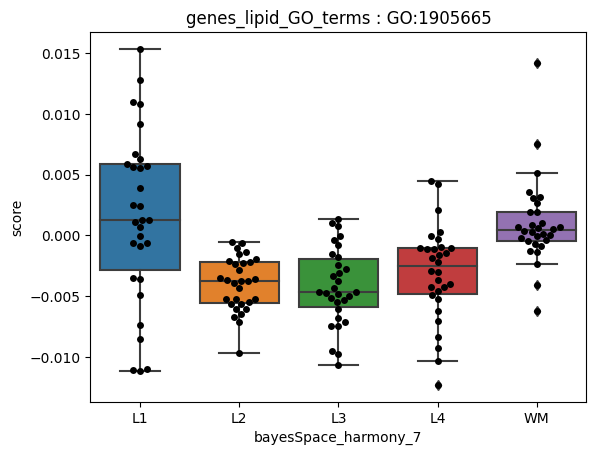 genes_lipid_GO_terms : GO:1905665
0.015
0.010
0.005
0.000
−0.005
−0.010
score
L1 L2 L3 L4 WM
bayesSpace_harmony_7